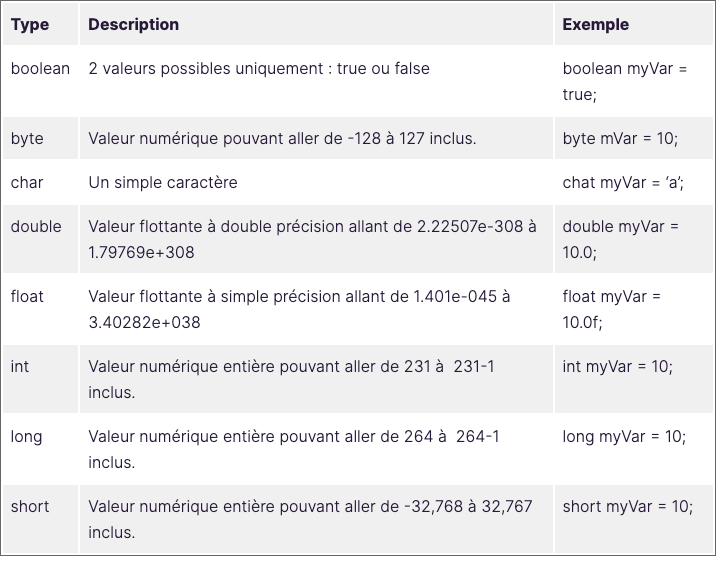 Type Description Exemple
boolean 2 valeurs possibles uniquement : true ou false boolean myVar =
true;
byte Valeur numérique pouvant aller de -128 à 127 inclus. byte mVar = 10;
char Un simple caractère chat myVar = ‘a’;
double Valeur flottante à double précision allant de 2.22507e-308 à double myVar =
1.79769e+308 10.0;
float Valeur flottante à simple précision allant de 1.401e-045 à float myVar =
3.40282e+038 10.0f;
int Valeur numérique entière pouvant aller de 231 à  231-1 int myVar = 10;
inclus.
long Valeur numérique entière pouvant aller de 264 à  264-1 long myVar = 10;
inclus.
short Valeur numérique entière pouvant aller de -32,768 à 32,767 short myVar = 10;
inclus.